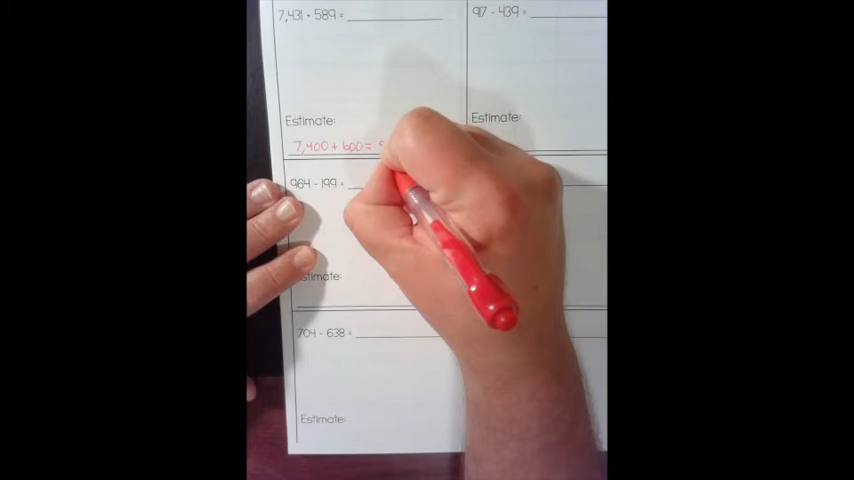 7,431 + 589 =
917 - 439 =
Estimate:
Estimate:
7,400 + 600 =
964 - 199 =
Estimate:
704 - 638 =
Estimate: